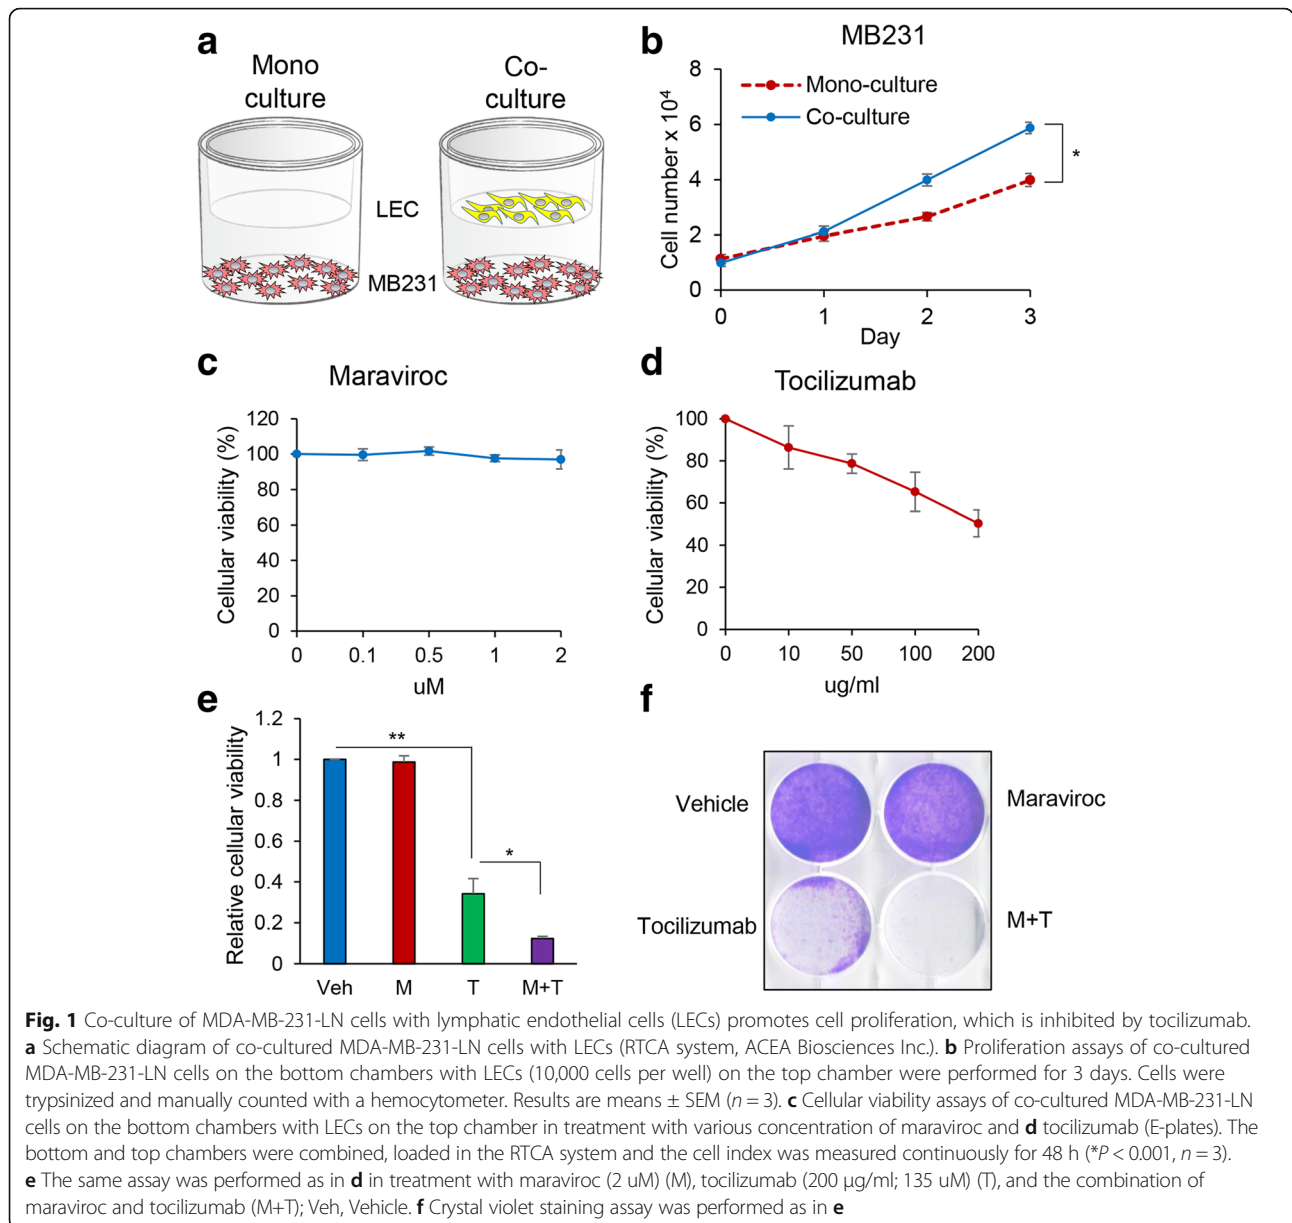 a
Mono
culture
Co-
culture
LEC
MB231
b
MB231
Cell number x 10⁴
8
6
4
2
0
Mono-culture
Co-culture
*
0 1 2 3
Day
c
Maraviroc
Cellular viability (%)
120
100
80
60
40
20
0
0 0.1 0.5 1 2
uM
d
Tocilizumab
Cellular viability (%)
100
80
60
40
20
0
0 10 50 100 200
ug/ml
e
Relative cellular viability
1.2
1
0.8
0.6
0.4
0.2
0
**
*
Veh M T M+T
f
Vehicle
Maraviroc
Tocilizumab
M+T
Fig. 1 Co-culture of MDA-MB-231-LN cells with lymphatic endothelial cells (LECs) promotes cell proliferation, which is inhibited by tocilizumab.
a Schematic diagram of co-cultured MDA-MB-231-LN cells with LECs (RTCA system, ACEA Biosciences Inc.). b Proliferation assays of co-cultured
MDA-MB-231-LN cells on the bottom chambers with LECs (10,000 cells per well) on the top chamber were performed for 3 days. Cells were
trypsinized and manually counted with a hemocytometer. Results are means ± SEM (n = 3). c Cellular viability assays of co-cultured MDA-MB-231-LN
cells on the bottom chambers with LECs on the top chamber in treatment with various concentration of maraviroc and d tocilizumab (E-plates). The
bottom and top chambers were combined, loaded in the RTCA system and the cell index was measured continuously for 48 h (*P < 0.001, n = 3).
e The same assay was performed as in d in treatment with maraviroc (2 uM) (M), tocilizumab (200 μg/ml; 135 uM) (T), and the combination of
maraviroc and tocilizumab (M+T); Veh, Vehicle. f Crystal violet staining assay was performed as in e